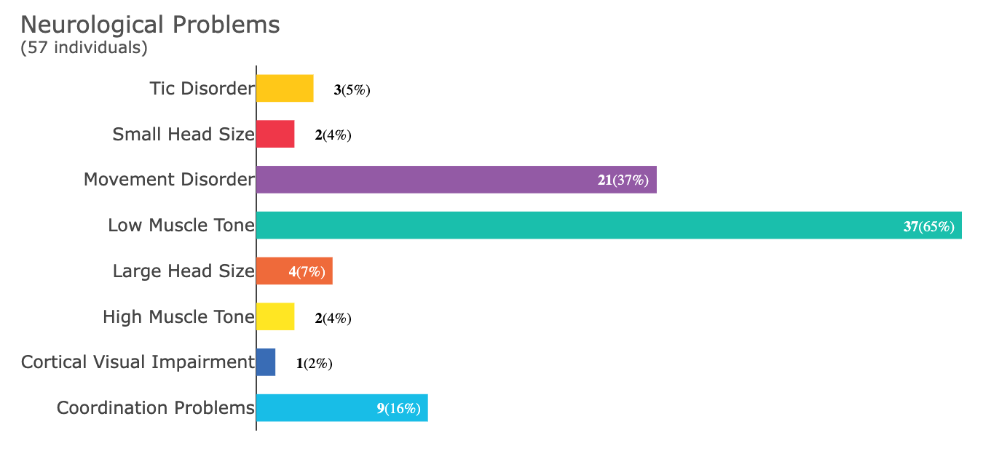 Neurological Problems
(57 individuals)
Tic Disorder 3(5%)
Small Head Size 2(4%)
Movement Disorder 21(37%)
Low Muscle Tone 37(65%)
Large Head Size 4(7%)
High Muscle Tone 2(4%)
Cortical Visual Impairment 1(2%)
Coordination Problems 9(16%)